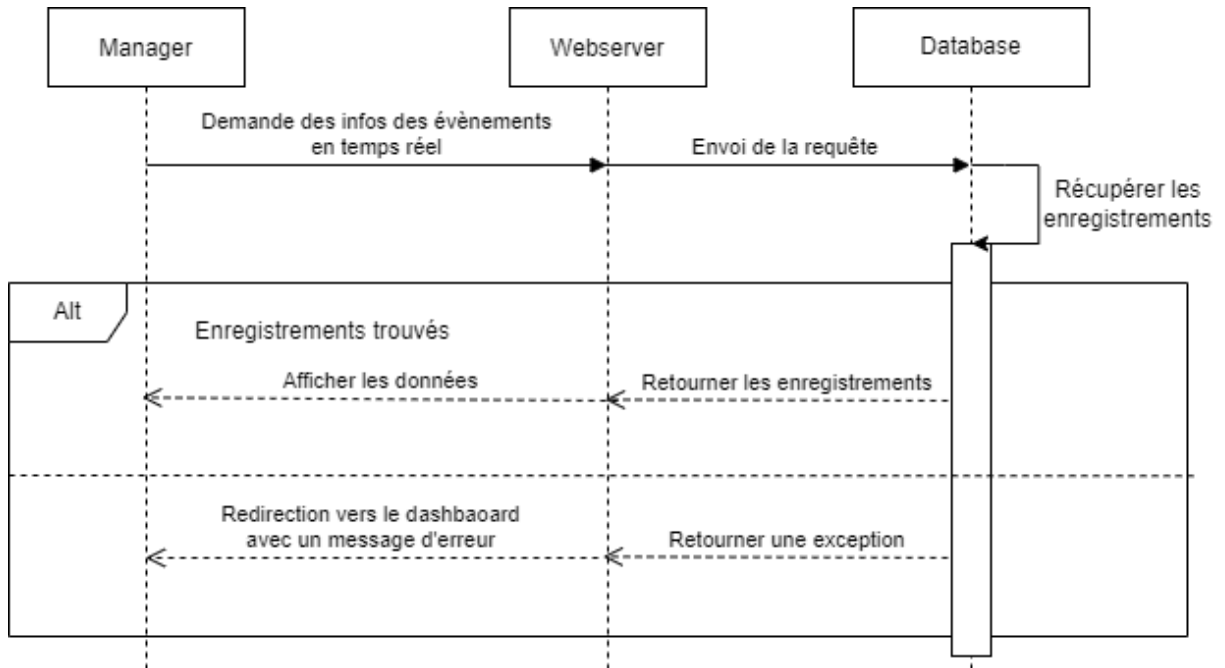 Manager
Webserver
Database
Demande des infos des évènements
en temps réel
Envoi de la requête
Récupérer les
enregistrements
Alt
Enregistrements trouvés
Afficher les données
Retourner les enregistrements
Redirection vers le dashbaoard
avec un message d'erreur
Retourner une exception